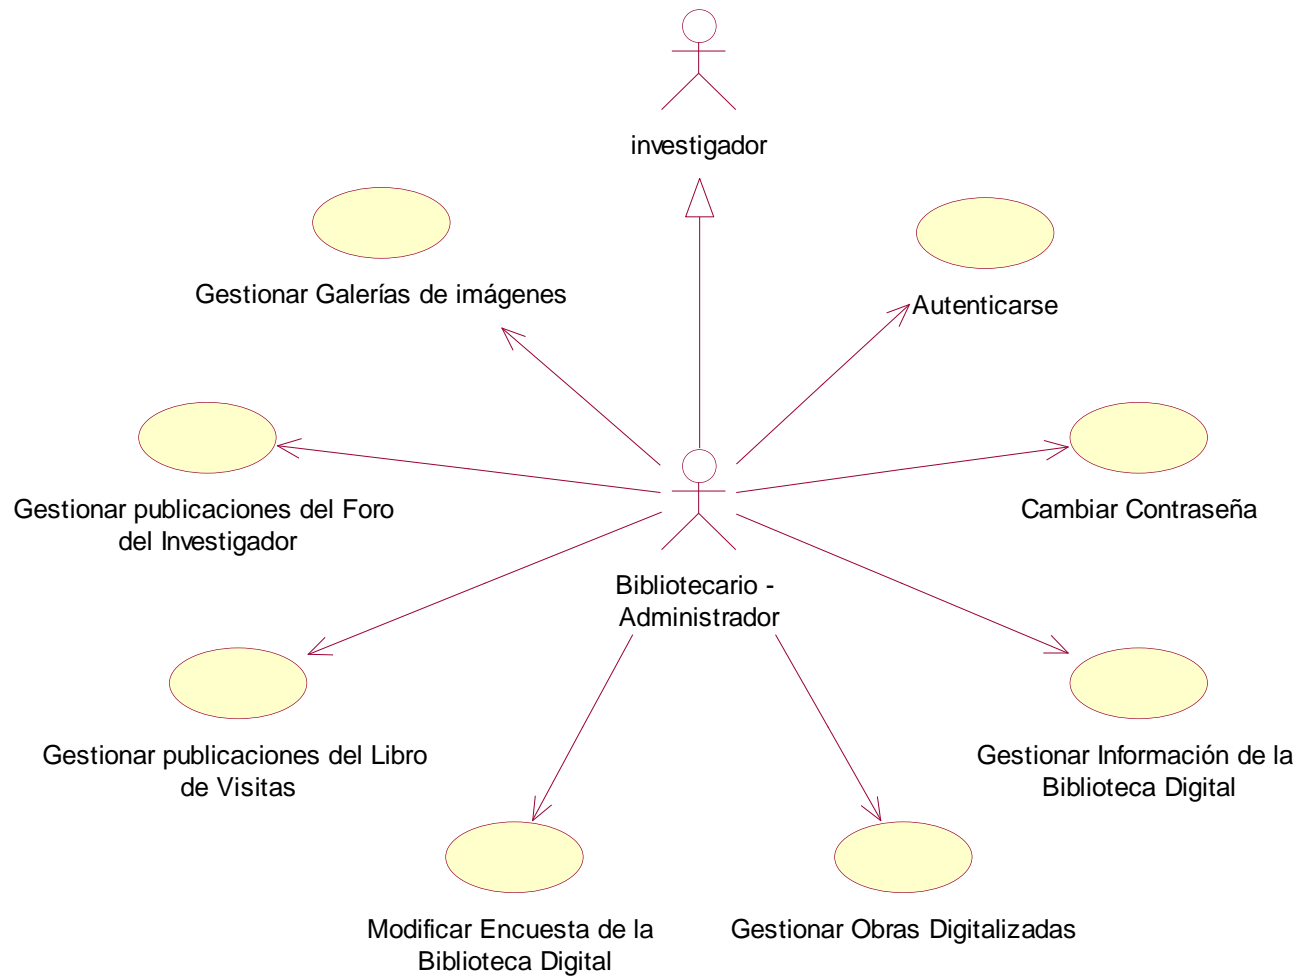 investigador
Gestionar Galerías de imágenes
Autenticarse
Gestionar publicaciones del Foro
del Investigador
Cambiar Contraseña
Bibliotecario -
Administrador
Gestionar publicaciones del Libro
de Visitas
Gestionar Información de la
Biblioteca Digital
Modificar Encuesta de la
Biblioteca Digital
Gestionar Obras Digitalizadas